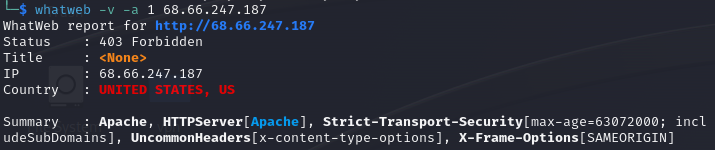 └─$ whatweb -v -a 1 68.66.247.187
WhatWeb report for http://68.66.247.187
Status    : 403 Forbidden
Title     : <None>
IP        : 68.66.247.187
Country   : UNITED STATES, US
Summary   : Apache, HTTPServer[Apache], Strict-Transport-Security[max-age=63072000; incl
udeSubDomains], UncommonHeaders[x-content-type-options], X-Frame-Options[SAMEORIGIN]